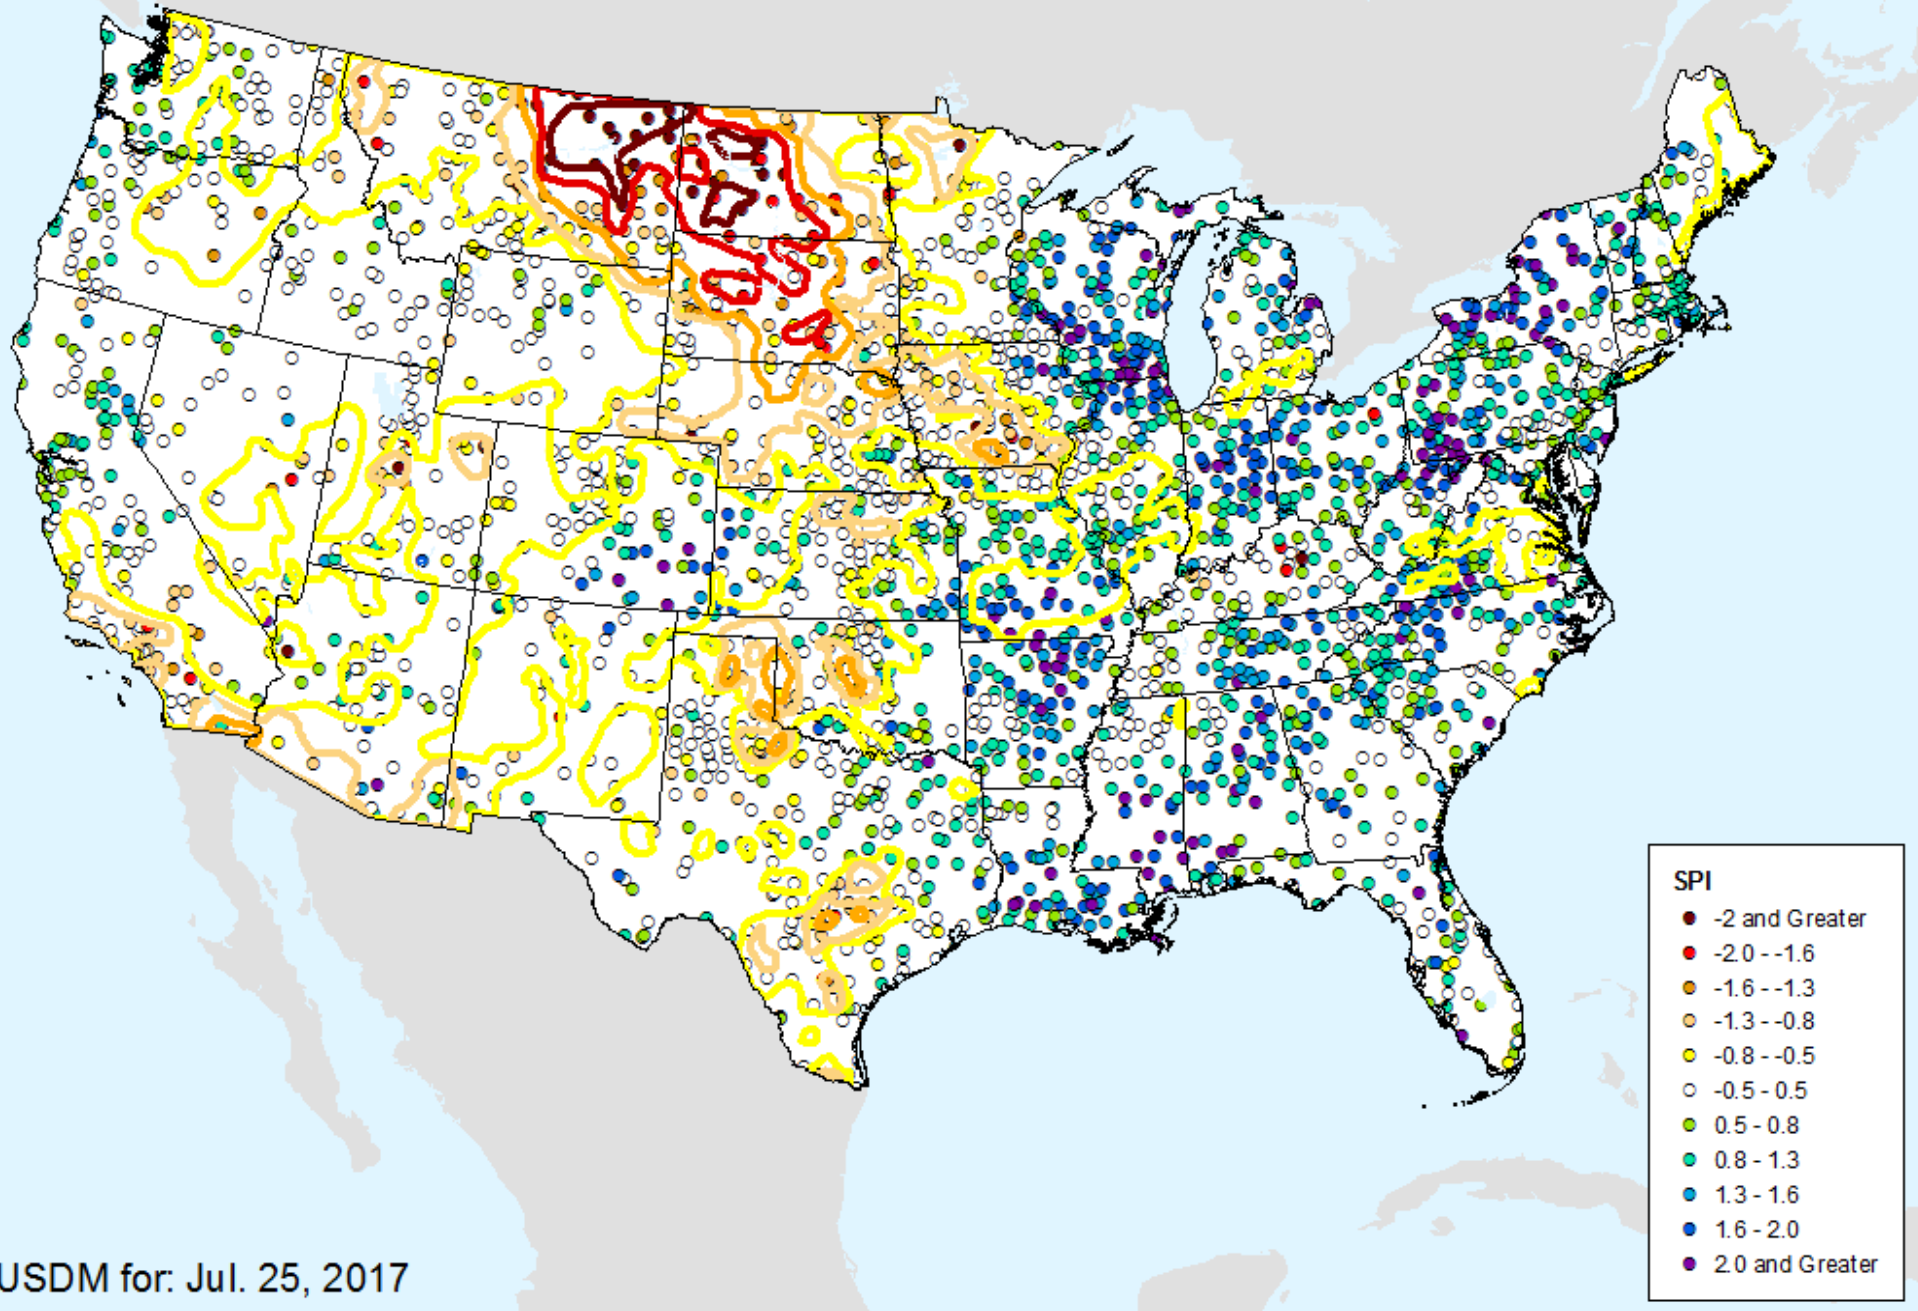 SPI
-2 and Greater
-2.0 - -1.6
-1.6 - -1.3
-1.3 - -0.8
-0.8 - -0.5
-0.5 - 0.5
0.5 - 0.8
0.8 - 1.3
1.3 - 1.6
1.6 - 2.0
2.0 and Greater
USDM for: Jul. 25, 2017